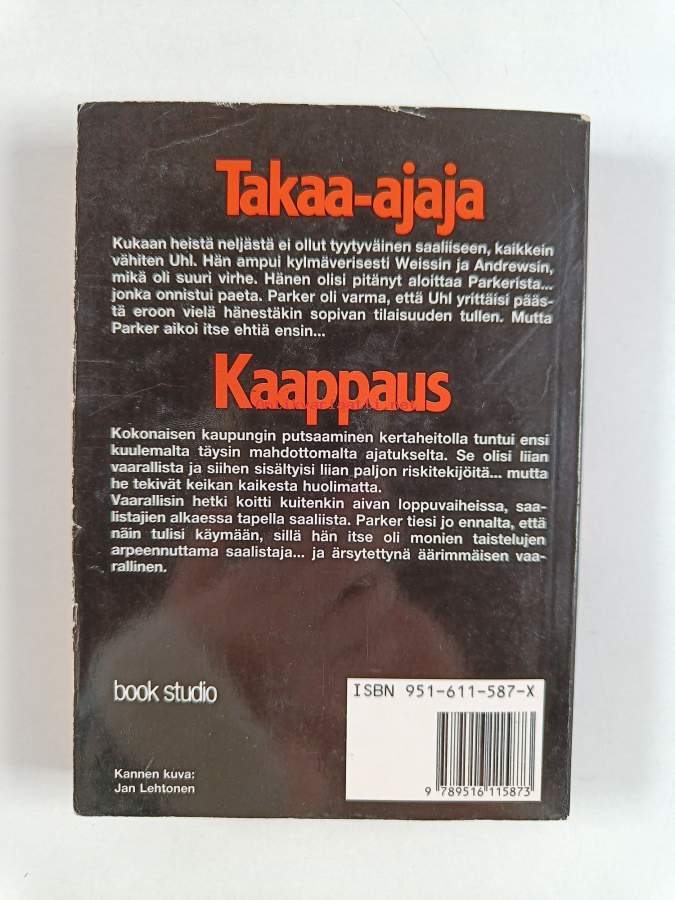 Takaa-ajaja
Kukaan heistä neljästä ei ollut tyytyväinen saaliiseen, kaikkein
vähiten Uhl. Hän ampui kylmäverisesti Weissin ja Andrewsin,
mikä oli suuri virhe. Hänen olisi pitänyt aloittaa Parkerista...
jonka onnistui paeta. Parker oli varma, että Uhl yrittäisi pääs-
tä eroon vielä hänestäkin sopivan tilaisuuden tullen. Mutta
Parker aikoi itse ehtiä ensin...
Kaappaus
Kokonaisen kaupungin putsaaminen kertaheitolla tuntui ensi
kuulemalta täysin mahdottomalta ajatukselta. Se olisi liian
vaarallista ja siihen sisältyisi liian paljon riskitekijöitä... mutta
he tekivät keikan kaikesta huolimatta.
Vaarallisin hetki koitti kuitenkin aivan loppuvaiheissa, saa-
listajien alkaessa tapella saaliista. Parker tiesi jo ennalta, että
näin tulisi käymään, sillä hän itse oli monien taistelujen
arpeennuttama saalistaja... ja ärsytettynä äärimmäisen vaa-
rallinen.
book studio
ISBN 951-611-587-X
9 789516 115873
Kannen kuva:
Jan Lehtonen